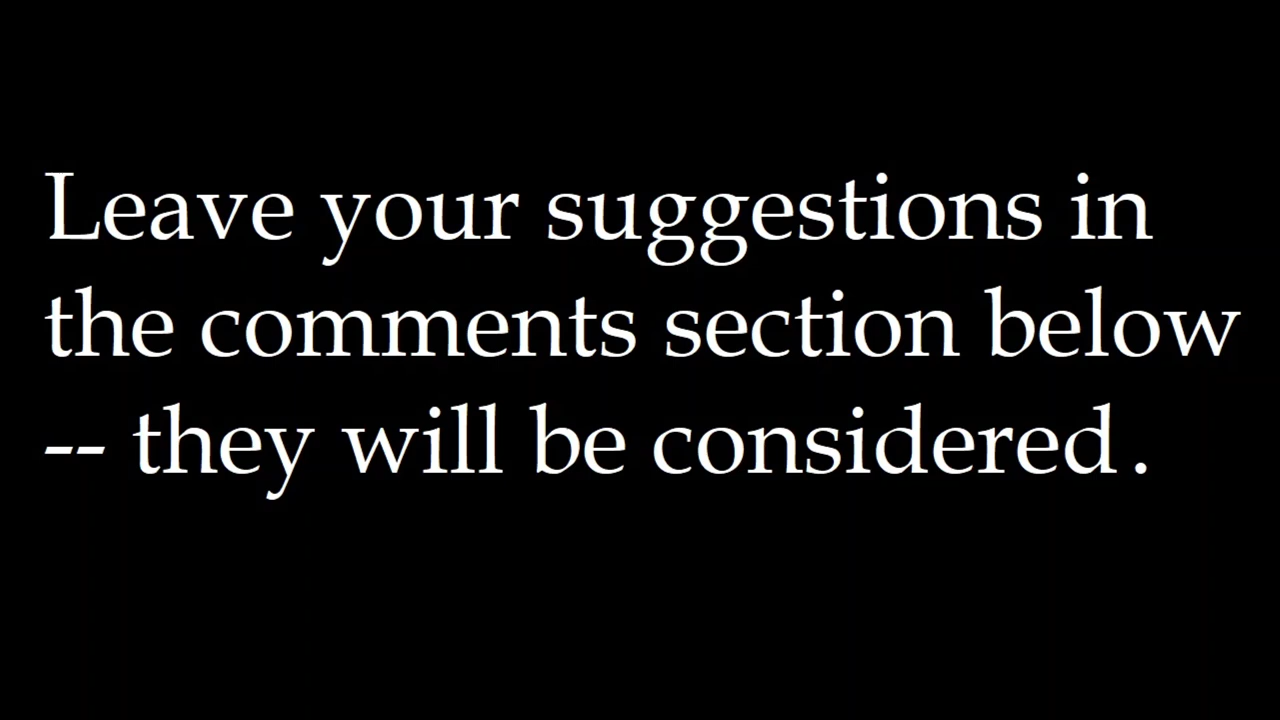 Leave your suggestions in
the comments section below
-- they will be considered.